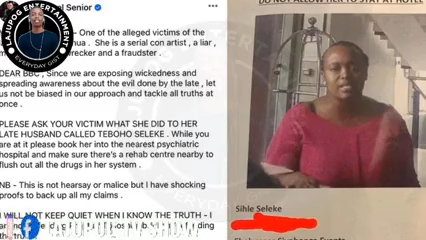 LAJUPOG ENTERTAINMENT
EVERYDAY GIST
al Senior
- One of the alleged victims of the
. She is a serial con artist , a liar ,
wrecker and a fraudster .
DEAR BBC , Since we are exposing wickedness and
spreading awareness about the evil done by the late , let
us not be biased in our approach and tackle all truths at
once .
PLEASE ASK YOUR VICTIM WHAT SHE DID TO HER
LATE HUSBAND CALLED TEBOHO SELEKE . While you
are at it please book her into the nearest psychiatric
hospital and make sure there's a rehab centre nearby to
flush out all the drugs in her system .
NB - This is not hearsay or malice but I have shocking
proofs to back up all my claims .
I WILL NOT KEEP QUIET WHEN I KNOW THE TRUTH - I
DO NOT ALLOW HER TO STAY AT HOTEL
Sihle Seleke